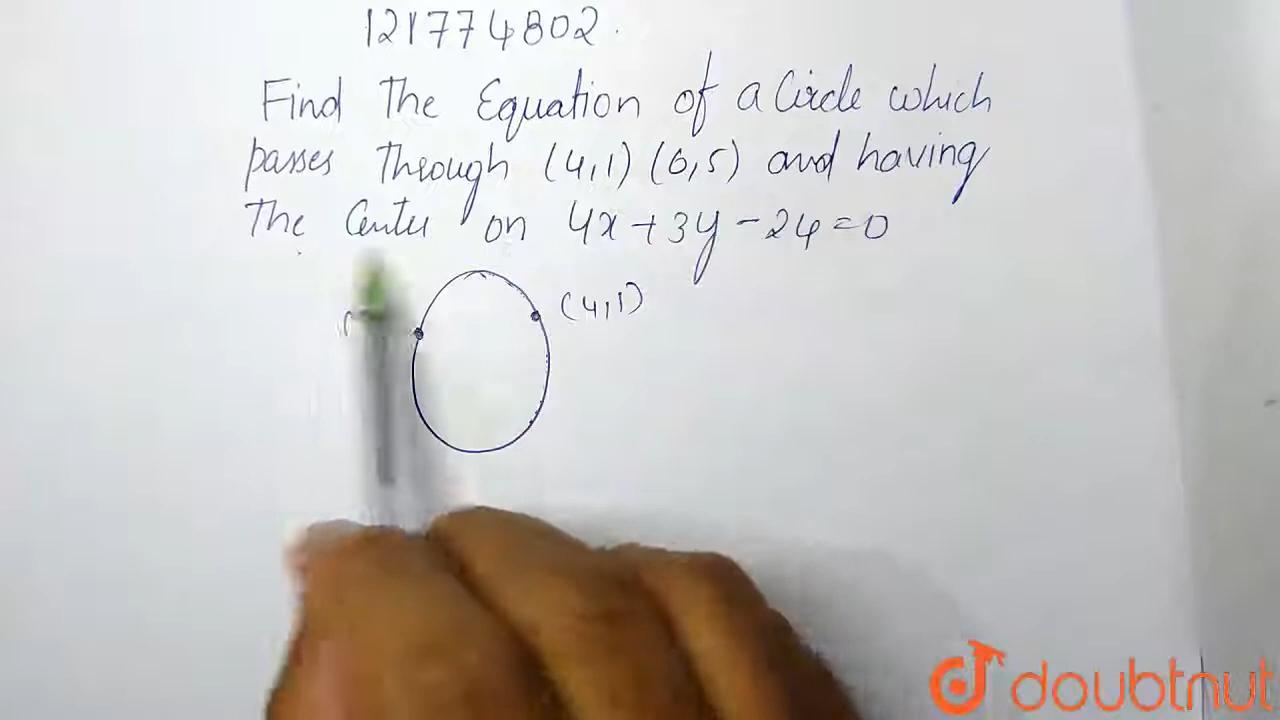 121774802.
Find The Equation of a Circle which
passes Through (4,1) (6,5) and having
The Center on 4x+3y-24=0
(4,1)
doubtnut